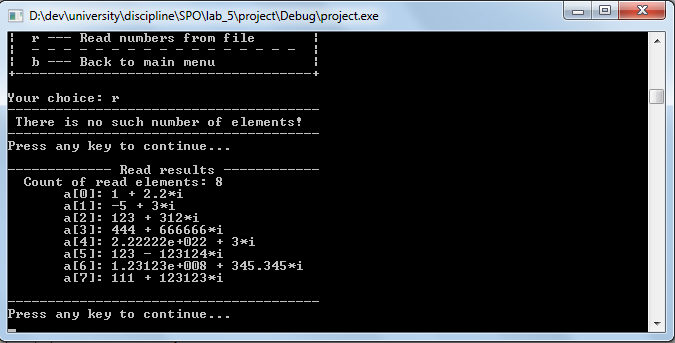 D:\dev\university\discipline\SPO\lab_5\project\Debug\project.exe
¦  r --- Read numbers from file       ¦
¦  - - - - - - - - - - - - - - - - -  ¦
¦  b --- Back to main menu            ¦
+-------------------------------------+
Your choice: r
---------------------------------------
There is no such number of elements!
---------------------------------------
Press any key to continue...
------------- Read results ------------
Count of read elements: 8
a[0]: 1 + 2.2*i
a[1]: -5 + 3*i
a[2]: 123 + 312*i
a[3]: 444 + 666666*i
a[4]: 2.22222e+022 + 3*i
a[5]: 123 - 123124*i
a[6]: 1.23123e+008 + 345.345*i
a[7]: 111 + 123123*i
---------------------------------------
Press any key to continue...